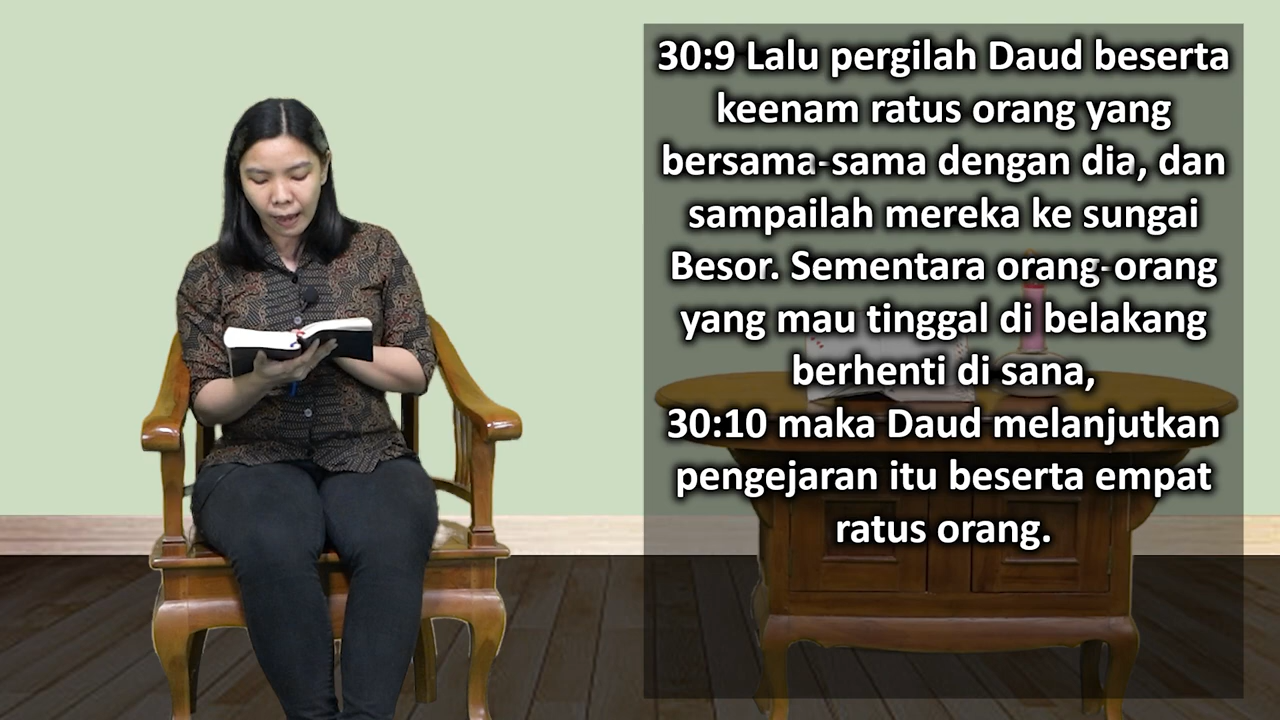 30:9 Lalu pergilah Daud beserta
keenam ratus orang yang
bersama-sama dengan dia, dan
sampailah mereka ke sungai
Besor. Sementara orang-orang
yang mau tinggal di belakang
berhenti di sana,
30:10 maka Daud melanjutkan
pengejaran itu beserta empat
ratus orang.